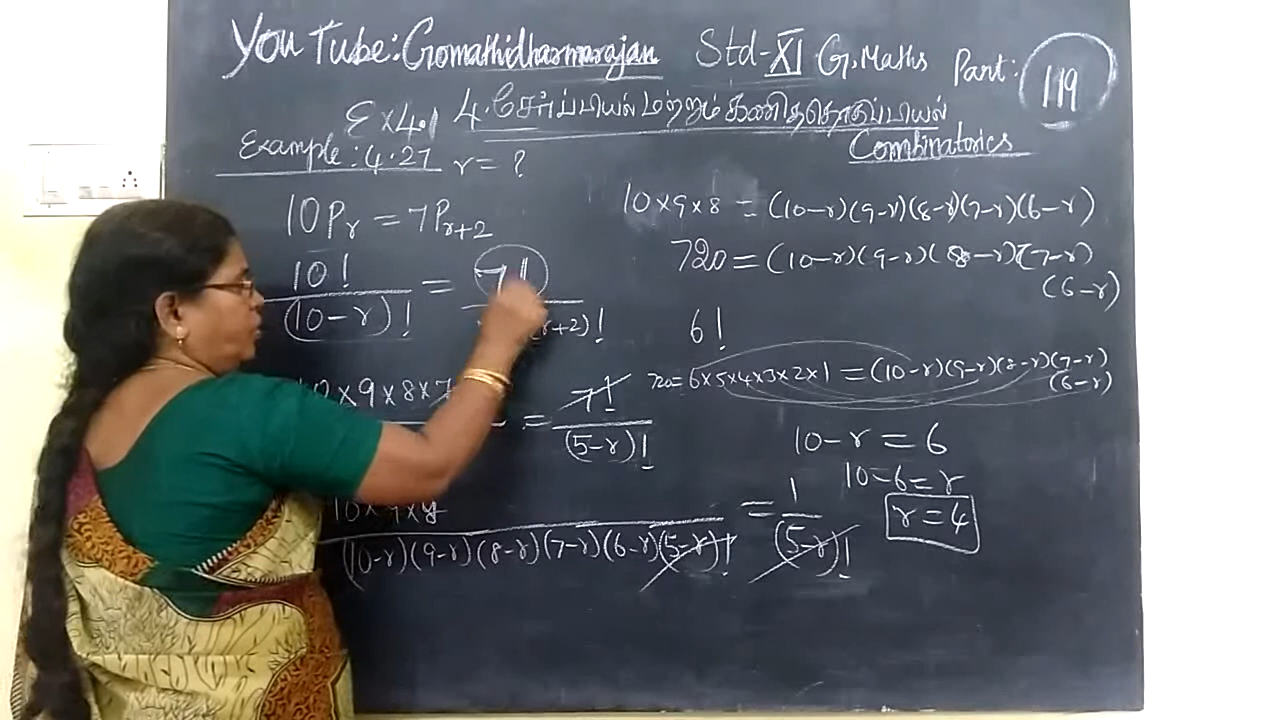 YouTube: Gomathidharmarajan Std-XI G.Maths Part: 119
Ex 4.1 4. சேர்ப்பியல் மற்றும் கணிதத்தொகுப்பியல்
Combinatorics
Example: 4.27 r = ?
10Pr = 7Pr+2
10! / (10-r)! = 7! / r+2)!
10 × 9 × 8 × 7 = 7! / (5-r)!
10 × 9 × 8 / (10-r)(9-r)(8-r)(7-r)(6-r)(5-r)! = 1 / (5-r)!
10×9×8 = (10-r)(9-r)(8-r)(7-r)(6-r)
720 = (10-r)(9-r)(8-r)(7-r)
(6-r)
6!
720 = 6×5×4×3×2×1 = (10-r)(9-r)(8-r)(7-r)
(6-r)
10-r = 6
10-6 = r
r = 4